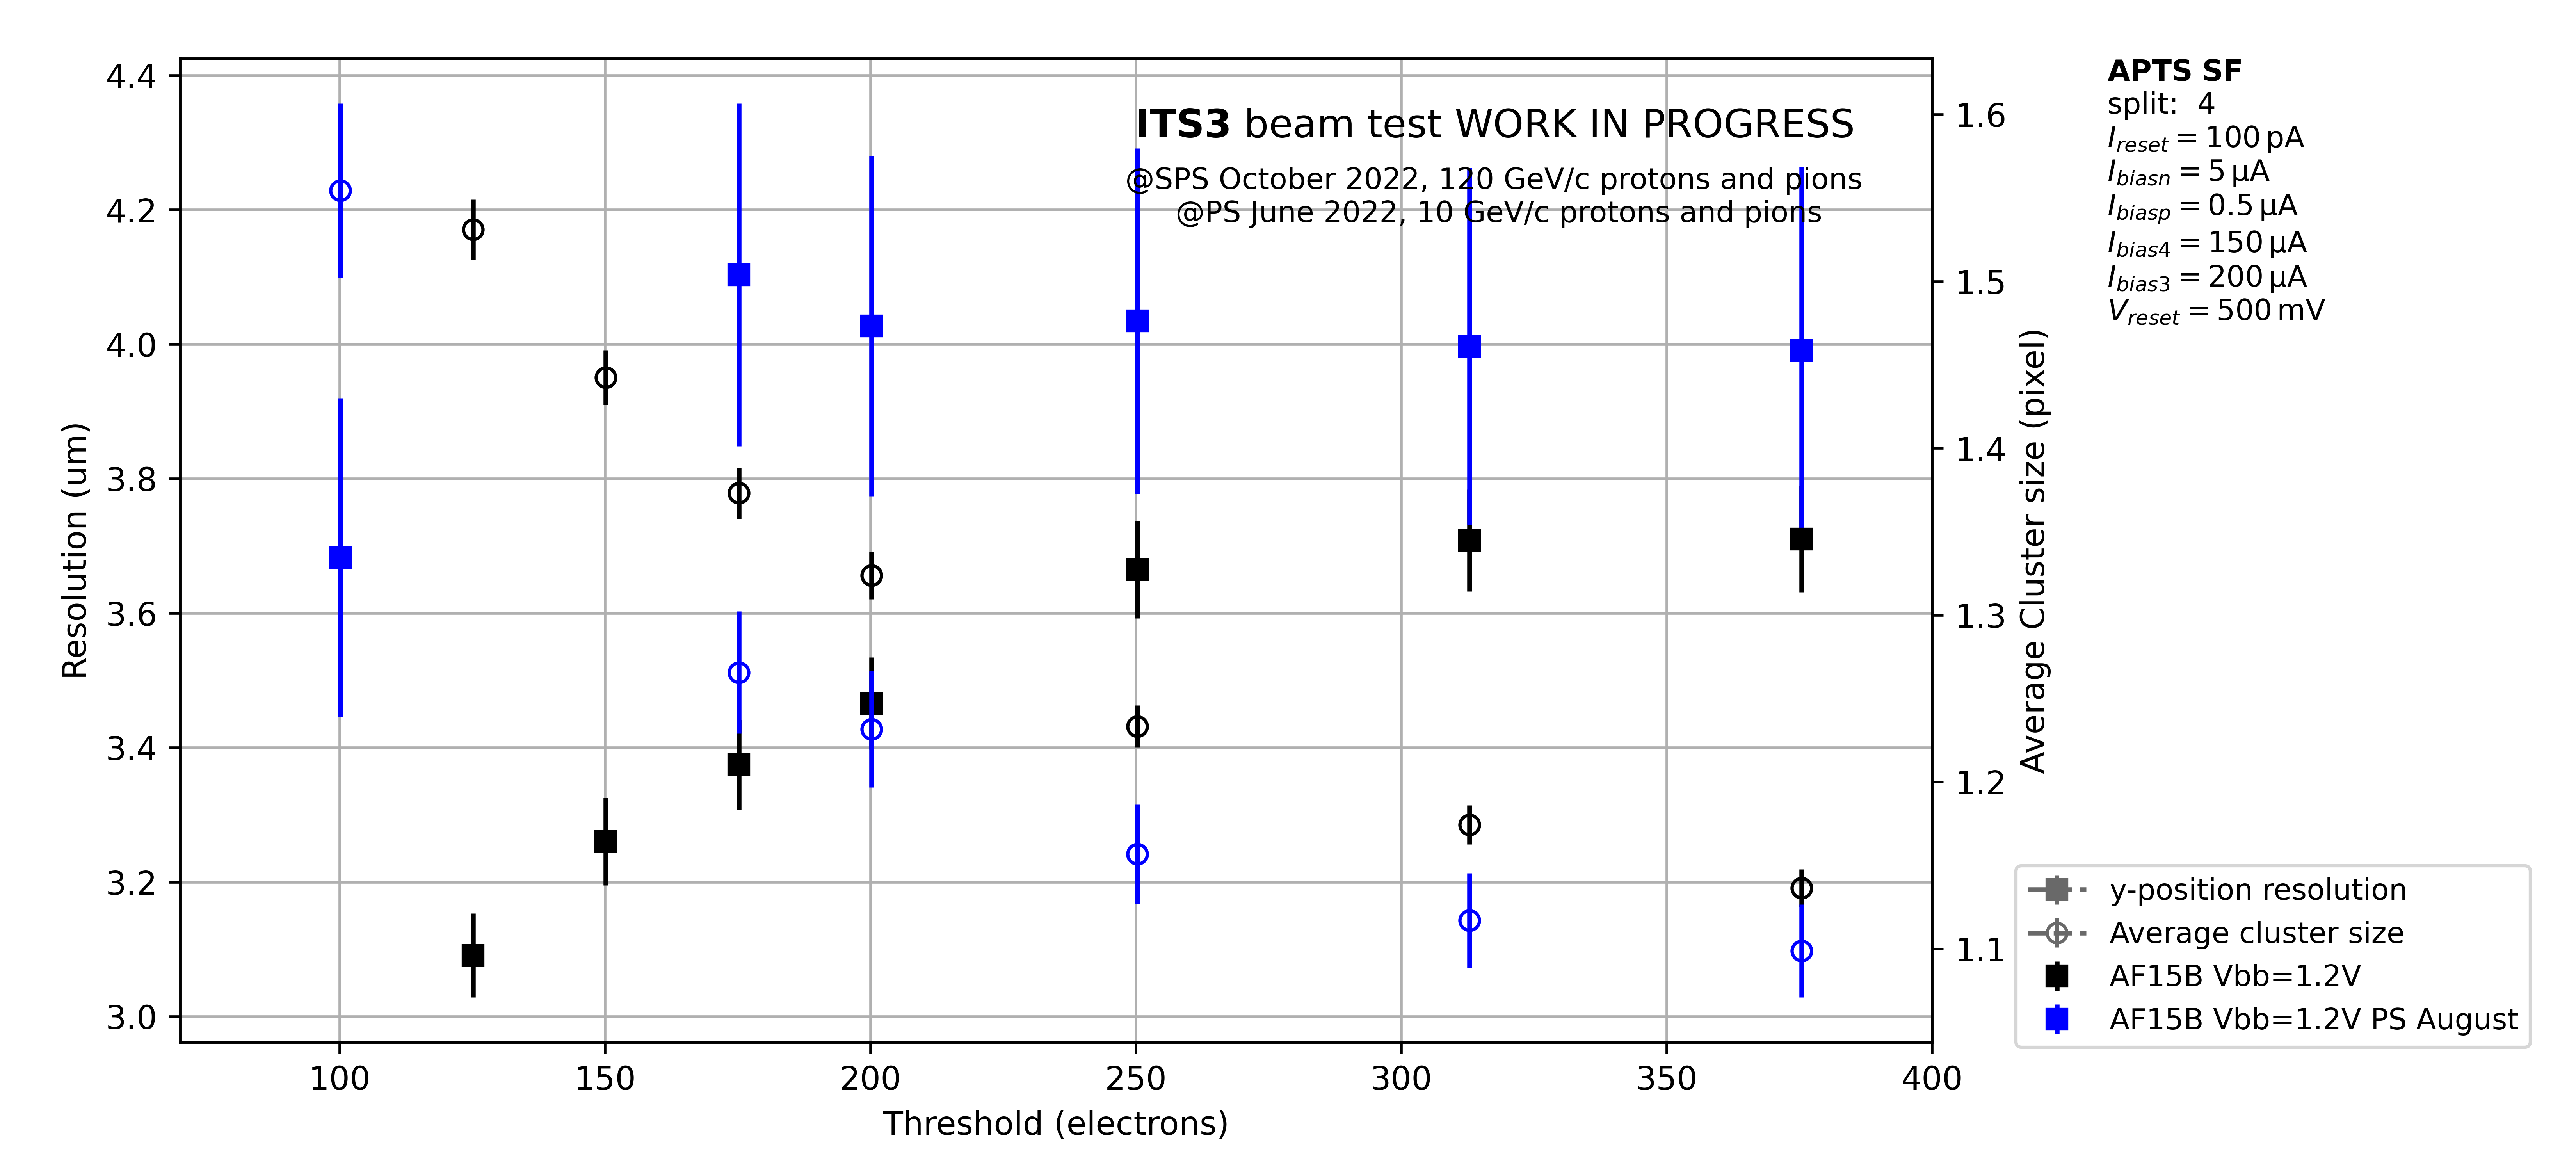 4.4
4.2
4.0
3.8
3.6
3.4
3.2
3.0
Resolution (um)
100
150
200
250
300
350
400
Threshold (electrons)
ITS3 beam test WORK IN PROGRESS
@SPS October 2022, 120 GeV/c protons and pions
@PS June 2022, 10 GeV/c protons and pions
1.6
1.5
1.4
1.3
1.2
1.1
Average Cluster size (pixel)
APTS SF
split: 4
I_reset = 100 pA
I_biasn = 5 µA
I_biasp = 0.5 µA
I_bias4 = 150 µA
I_bias3 = 200 µA
V_reset = 500 mV
y-position resolution
Average cluster size
AF15B Vbb=1.2V
AF15B Vbb=1.2V PS August